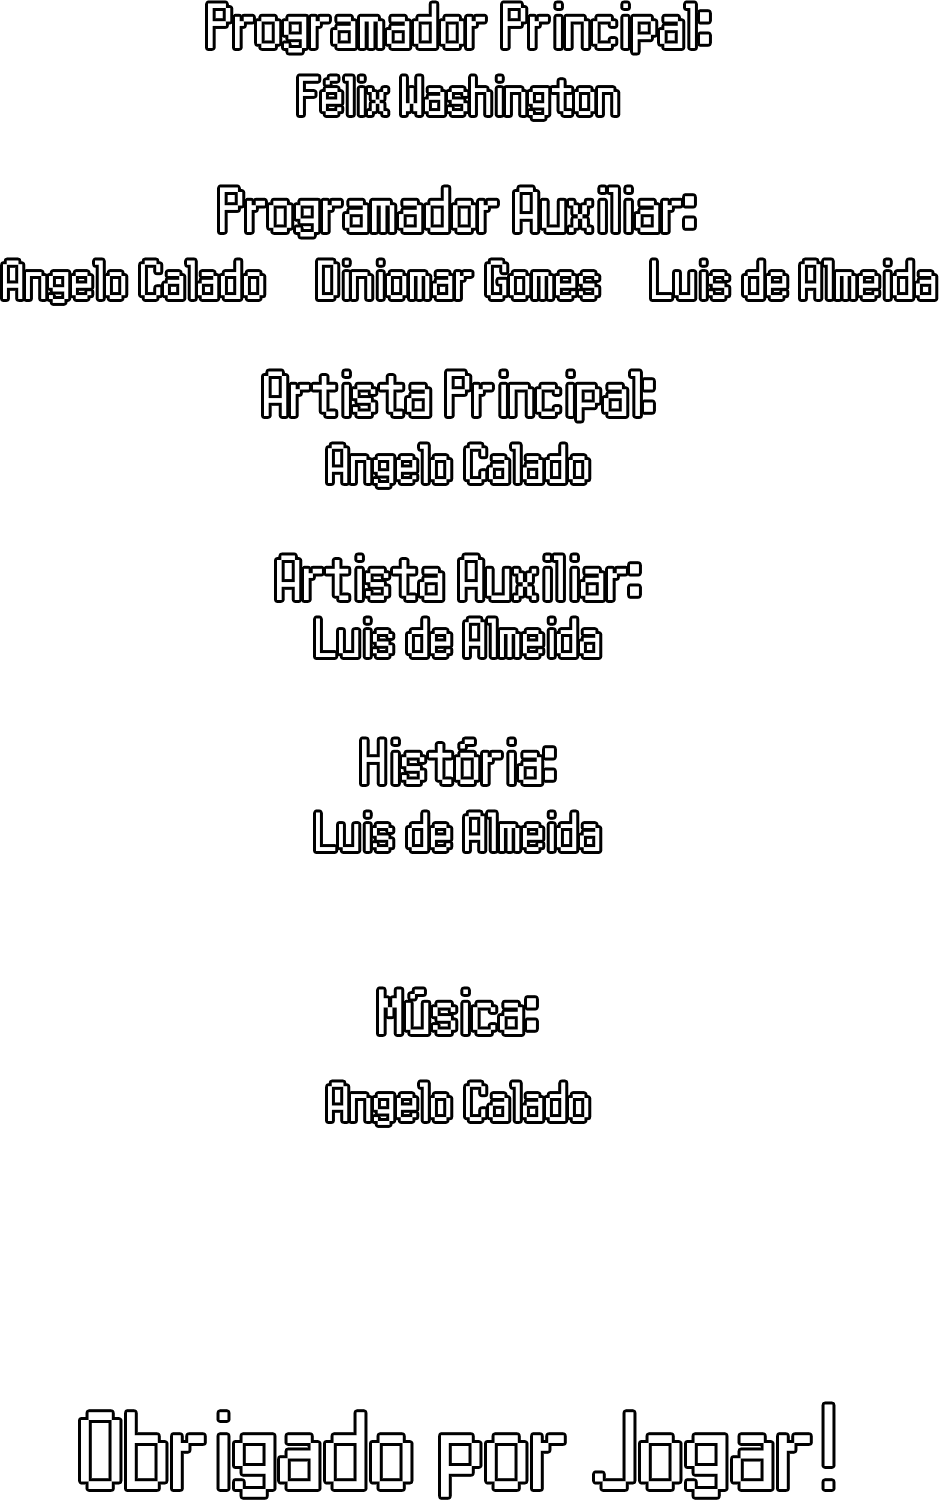 Programador Principal:
Félix Washington
Programador Auxiliar:
Angelo Calado Diniomar Gomes Luis de Almeida
Artista Principal:
Angelo Calado
Artista Auxiliar:
Luis de Almeida
História:
Luis de Almeida
Música:
Angelo Calado
Obrigado por Jogar!